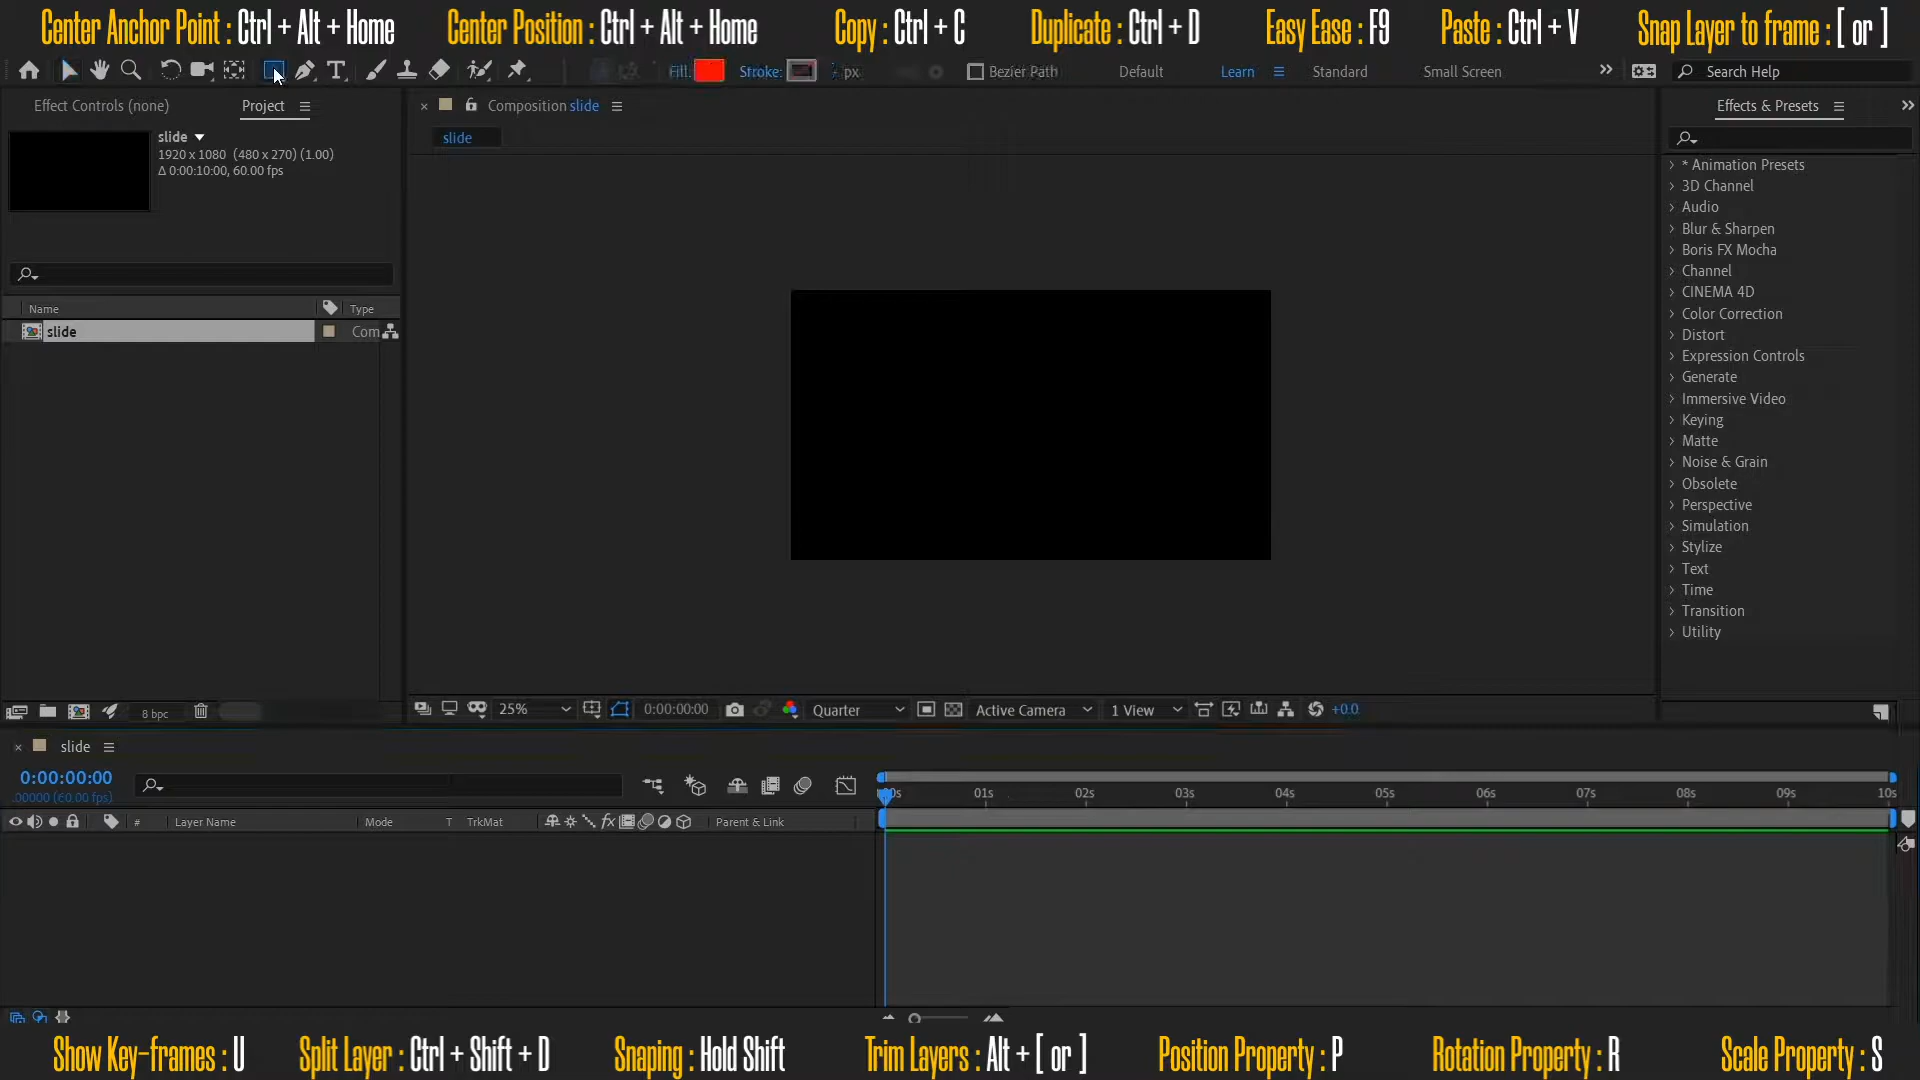 Center Anchor Point : Ctrl + Alt + Home Center Position : Ctrl + Alt + Home Copy : Ctrl + C Duplicate : Ctrl + D Easy Ease : F9 Paste : Ctrl + V Snap Layer to frame : [ or ]
Fill: Stroke: px Bezier Path Default Learn Standard Small Screen Search Help
Effect Controls (none) Project Composition slide Effects & Presets
slide
1920 x 1080 (480 x 270) (1.00)
Δ 0:00:10:00, 60.00 fps
slide
* Animation Presets
3D Channel
Audio
Blur & Sharpen
Boris FX Mocha
Channel
CINEMA 4D
Color Correction
Distort
Expression Controls
Generate
Immersive Video
Keying
Matte
Noise & Grain
Obsolete
Perspective
Simulation
Stylize
Text
Time
Transition
Utility
Name Type
slide Com
8 bpc 25% 0:00:00:00 Quarter Active Camera 1 View +0.0
slide
0:00:00:00
00000 (60.00 fps)
01s 02s 03s 04s 05s 06s 07s 08s 09s 10s
# Layer Name Mode T TrkMat fx Parent & Link
Show Key-frames : U Split Layer : Ctrl + Shift + D Snaping : Hold Shift Trim Layers : Alt + [ or ] Position Property : P Rotation Property : R Scale Property : S